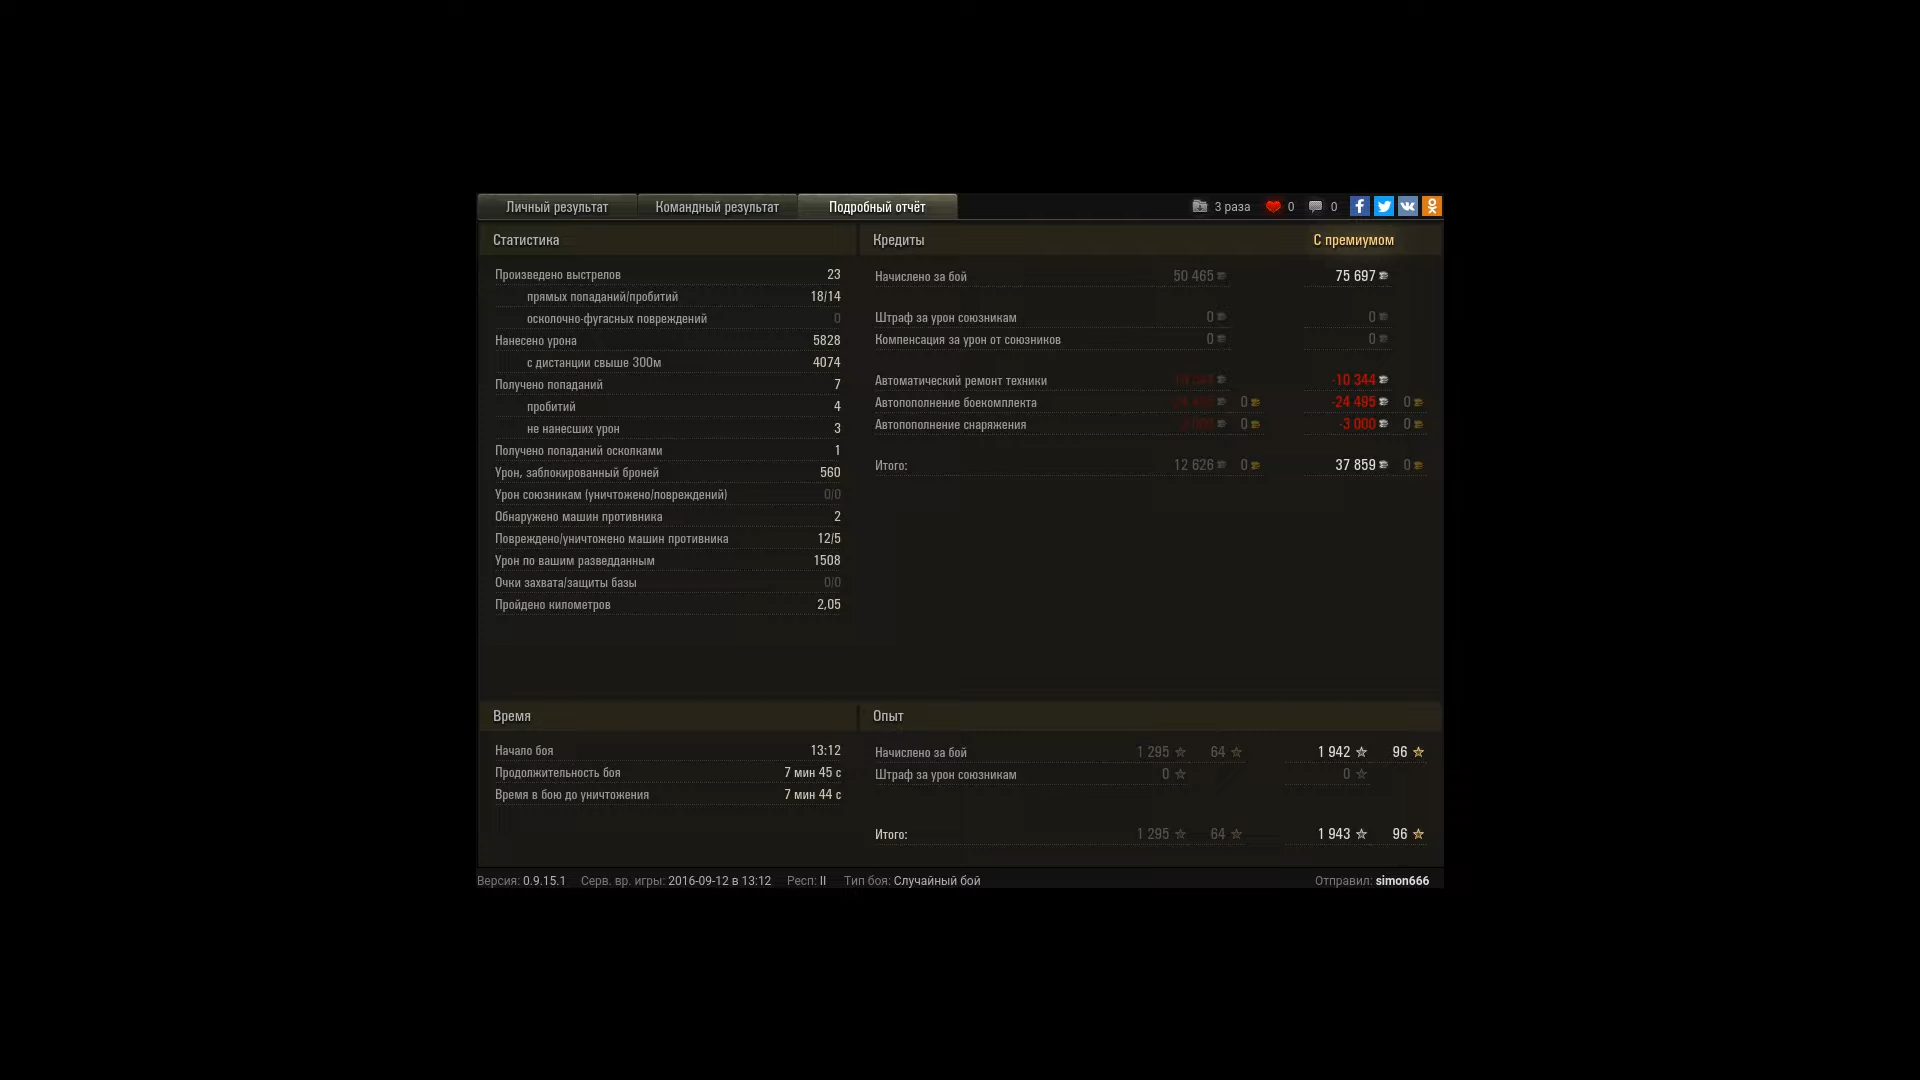 Личный результат Командный результат Подробный отчёт 3 раза 0 0
Статистика
Произведено выстрелов 23
прямых попаданий/пробитий 18/14
осколочно-фугасных повреждений 0
Нанесено урона 5828
с дистанции свыше 300м 4074
Получено попаданий 7
пробитий 4
не нанесших урон 3
Получено попаданий осколками 1
Урон, заблокированный броней 560
Урон союзникам (уничтожено/повреждений) 0/0
Обнаружено машин противника 2
Повреждено/уничтожено машин противника 12/5
Урон по вашим разведданным 1508
Очки захвата/защиты базы 0/0
Пройдено километров 2,05
Кредиты С премиумом
Начислено за бой 50 465 75 697
Штраф за урон союзникам 0 0
Компенсация за урон от союзников 0 0
Автоматический ремонт техники -10 344
Автопополнение боекомплекта 0 -24 495 0
Автопополнение снаряжения 0 -3 000 0
Итого: 12 626 0 37 859 0
Время
Начало боя 13:12
Продолжительность боя 7 мин 45 с
Время в бою до уничтожения 7 мин 44 с
Опыт
Начислено за бой 1 295 64 1 942 96
Штраф за урон союзникам 0 0
Итого: 1 295 64 1 943 96
Версия: 0.9.15.1 Серв. вр. игры: 2016-09-12 в 13:12 Респ: II Тип боя: Случайный бой Отправил: simon666